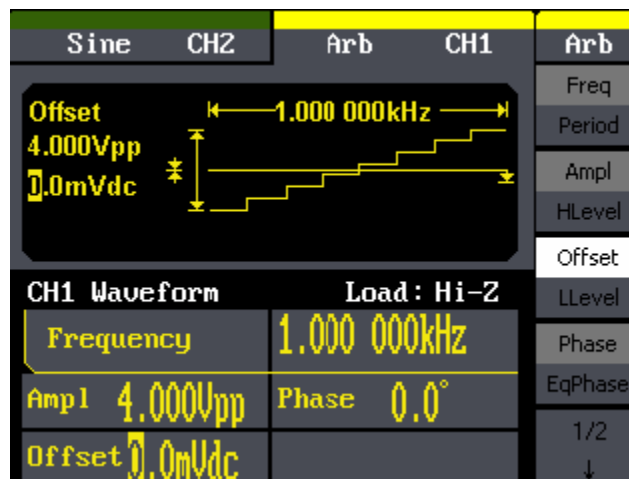 Sine CH2 Arb CH1 Arb
Offset
1.000 000kHz
4.000Vpp
0.0mVdc
CH1 Waveform Load: Hi-Z
Frequency 1.000 000kHz
Ampl 4.000Vpp Phase 0.0°
Offset 0.0mVdc
Freq
Period
Ampl
HLevel
Offset
LLevel
Phase
EqPhase
1/2
↓